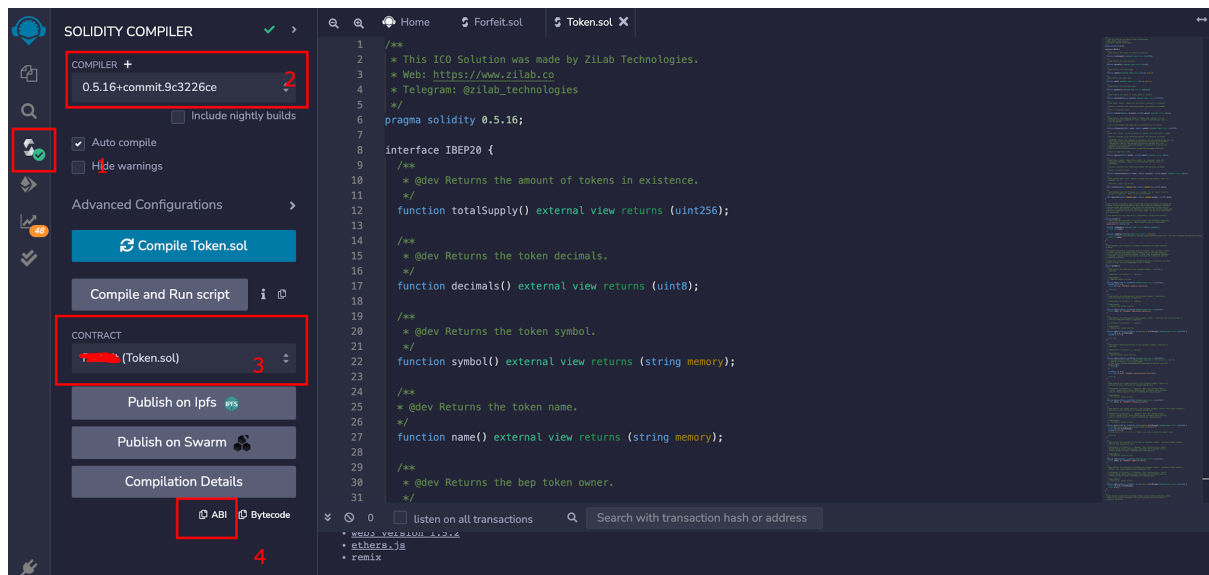 SOLIDITY COMPILER
COMPILER +
2
0.5.16+commit.9c3226ce
Include nightly builds
Auto compile
Hide warnings
1
Advanced Configurations
48
Compile Token.sol
Compile and Run script
CONTRACT
(Token.sol)
3
Publish on Ipfs
IPFS
Publish on Swarm
Compilation Details
ABI
Bytecode
4
Home
Forfeit.sol
Token.sol
1 /**
2 * This ICO Solution was made by ZiLab Technologies.
3 * Web: https://www.zilab.co
4 * Telegram: @zilab_technologies
5 */
6 pragma solidity 0.5.16;
7
8 interface IBEP20 {
9 /**
10 * @dev Returns the amount of tokens in existence.
11 */
12 function totalSupply() external view returns (uint256);
13
14 /**
15 * @dev Returns the token decimals.
16 */
17 function decimals() external view returns (uint8);
18
19 /**
20 * @dev Returns the token symbol.
21 */
22 function symbol() external view returns (string memory);
23
24 /**
25 * @dev Returns the token name.
26 */
27 function name() external view returns (string memory);
28
29 /**
30 * @dev Returns the bep token owner.
31 */
0
listen on all transactions
Search with transaction hash or address
• web3 version 1.5.2
• ethers.js
• remix